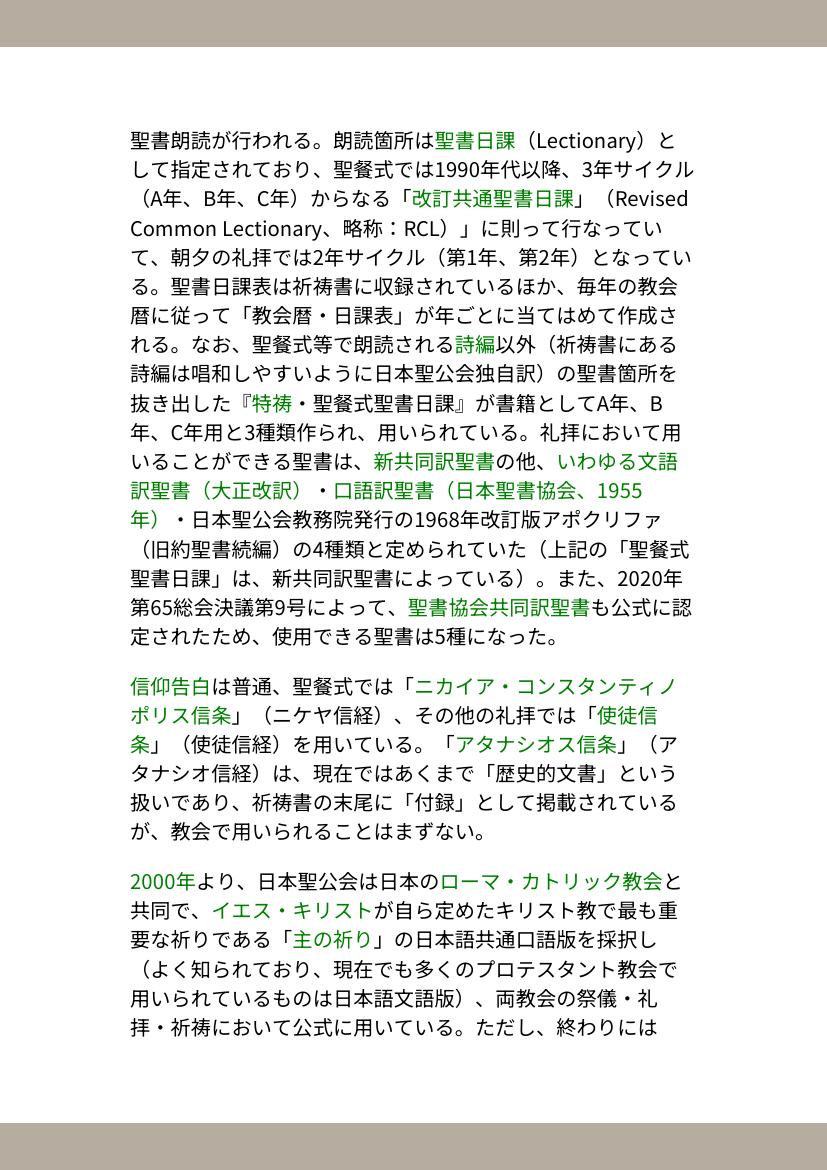 聖書朗読が行われる。朗読箇所は聖書日課（Lectionary）と
して指定されており、聖餐式では1990年代以降、3年サイクル
（A年、B年、C年）からなる「改訂共通聖書日課」（Revised
Common Lectionary、略称：RCL）」に則って行なってい
て、朝夕の礼拝では2年サイクル（第1年、第2年）となってい
る。聖書日課表は祈祷書に収録されているほか、毎年の教会
暦に従って「教会暦・日課表」が年ごとに当てはめて作成さ
れる。なお、聖餐式等で朗読される詩編以外（祈祷書にある
詩編は唱和しやすいように日本聖公会独自訳）の聖書箇所を
抜き出した『特祷・聖餐式聖書日課』が書籍としてA年、B
年、C年用と3種類作られ、用いられている。礼拝において用
いることができる聖書は、新共同訳聖書の他、いわゆる文語
訳聖書（大正改訳）・口語訳聖書（日本聖書協会、1955
年）・日本聖公会教務院発行の1968年改訂版アポクリファ
（旧約聖書続編）の4種類と定められていた（上記の「聖餐式
聖書日課」は、新共同訳聖書によっている）。また、2020年
第65総会決議第9号によって、聖書協会共同訳聖書も公式に認
定されたため、使用できる聖書は5種になった。
信仰告白は普通、聖餐式では「ニカイア・コンスタンティノ
ポリス信条」（ニケヤ信経）、その他の礼拝では「使徒信
条」（使徒信経）を用いている。「アタナシオス信条」（ア
タナシオ信経）は、現在ではあくまで「歴史的文書」という
扱いであり、祈祷書の末尾に「付録」として掲載されている
が、教会で用いられることはまずない。
2000年より、日本聖公会は日本のローマ・カトリック教会と
共同で、イエス・キリストが自ら定めたキリスト教で最も重
要な祈りである「主の祈り」の日本語共通口語版を採択し
（よく知られており、現在でも多くのプロテスタント教会で
用いられているものは日本語文語版）、両教会の祭儀・礼
拝・祈祷において公式に用いている。ただし、終わりには